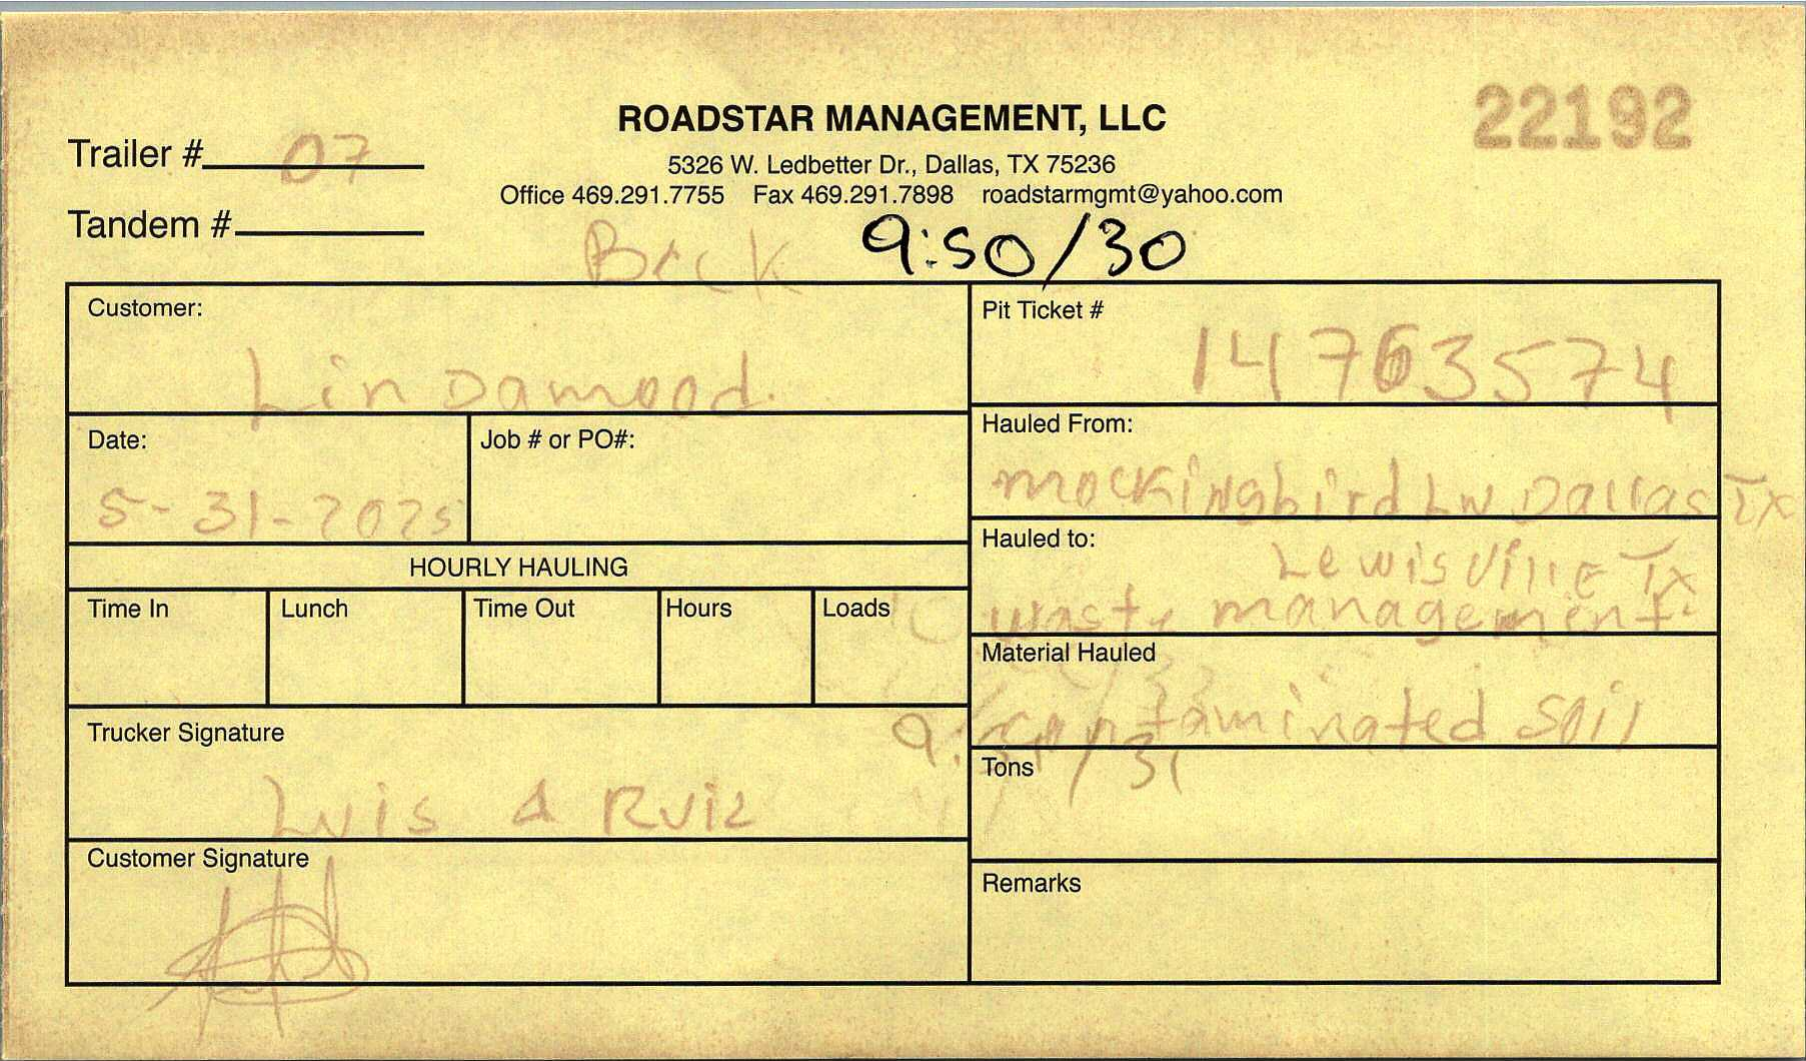 ROADSTAR MANAGEMENT, LLC
22192
5326 W. Ledbetter Dr., Dallas, TX 75236
Office 469.291.7755 Fax 469.291.7898 roadstarmgmt@yahoo.com
Trailer # 07
Tandem #
Beck 9:50/30
Customer:
Lin Damood.
Pit Ticket #
14763574
Date:
5-31-2025
Job # or PO#:
Hauled From:
mockingbird LN Dallas TX
Hauled to:
Lewisville TX
waste management.
HOURLY HAULING
Time In
Lunch
Time Out
Hours
Loads
Material Hauled
contaminated soil
Trucker Signature
Luis A Ruiz
Tons
Customer Signature
Remarks